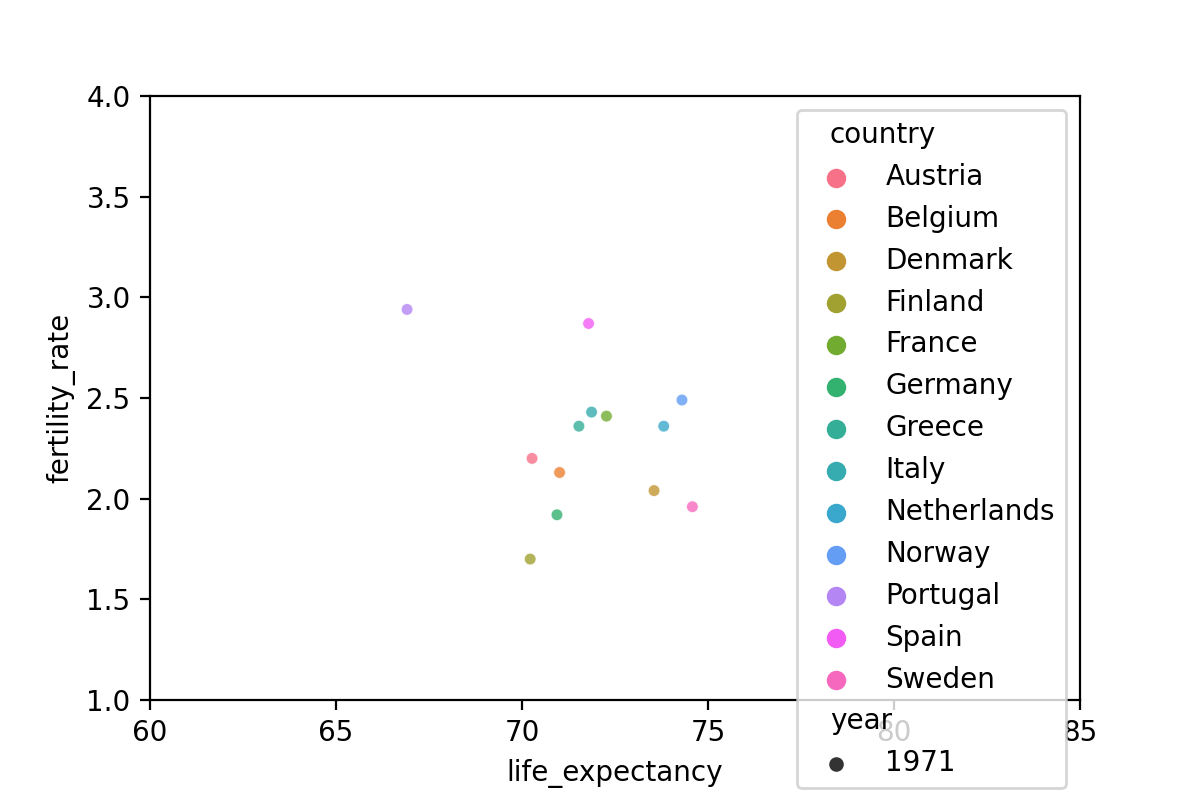 4.0
3.5
3.0
2.5
2.0
1.5
1.0
fertility_rate
60
65
70
75
80
85
life_expectancy
country
Austria
Belgium
Denmark
Finland
France
Germany
Greece
Italy
Netherlands
Norway
Portugal
Spain
Sweden
year
1971